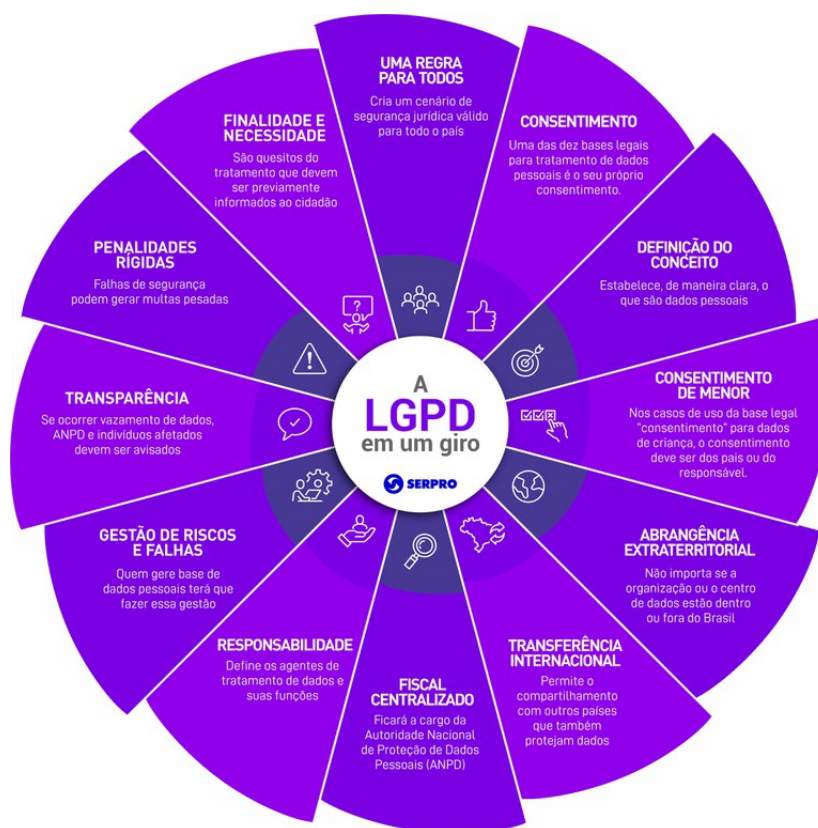 UMA REGRA
PARA TODOS
Cria um cenário de
segurança jurídica válido
para todo o país
CONSENTIMENTO
Uma das dez bases legais
para tratamento de dados
pessoais é o seu próprio
consentimento.
DEFINIÇÃO DO
CONCEITO
Estabelece, de maneira clara, o
que são dados pessoais
CONSENTIMENTO
DE MENOR
Nos casos de uso da base legal
"consentimento" para dados
de criança, o consentimento
deve ser dos pais ou do
responsável.
ABRANGÊNCIA
EXTRATERRITORIAL
Não importa se a
organização ou o centro
de dados estão dentro
ou fora do Brasil
TRANSFERÊNCIA
INTERNACIONAL
Permite o
compartilhamento
com outros países
que também
protejam dados
FISCAL
CENTRALIZADO
Ficará a cargo da
Autoridade Nacional
de Proteção de Dados
Pessoais (ANPD)
RESPONSABILIDADE
Define os agentes de
tratamento de dados e
suas funções
GESTÃO DE RISCOS
E FALHAS
Quem gere base de
dados pessoais terá que
fazer essa gestão
TRANSPARÊNCIA
Se ocorrer vazamento de dados,
ANPD e indivíduos afetados
devem ser avisados
PENALIDADES
RÍGIDAS
Falhas de segurança
podem gerar multas pesadas
FINALIDADE E
NECESSIDADE
São quesitos do
tratamento que devem
ser previamente
informados ao cidadão
?
A
LGPD
em um giro
SERPRO